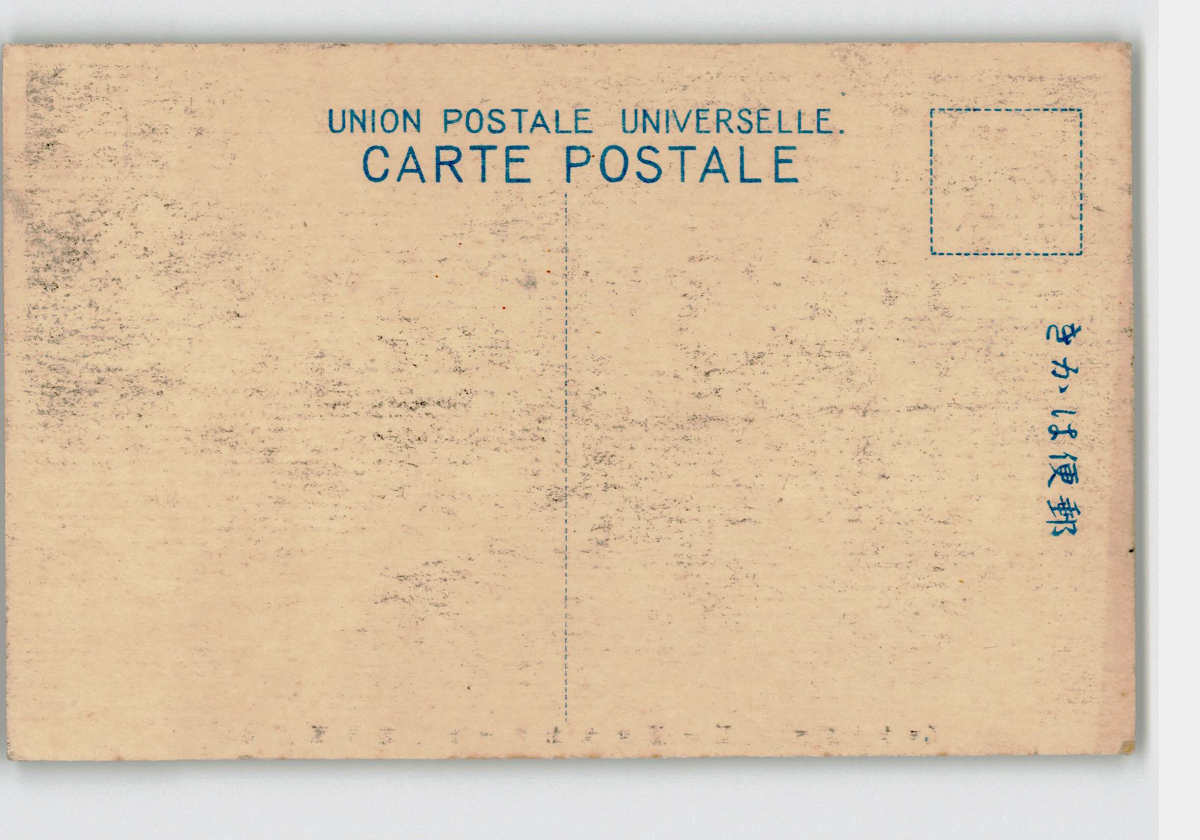 UNION POSTALE UNIVERSELLE.
CARTE POSTALE
郵便はがき